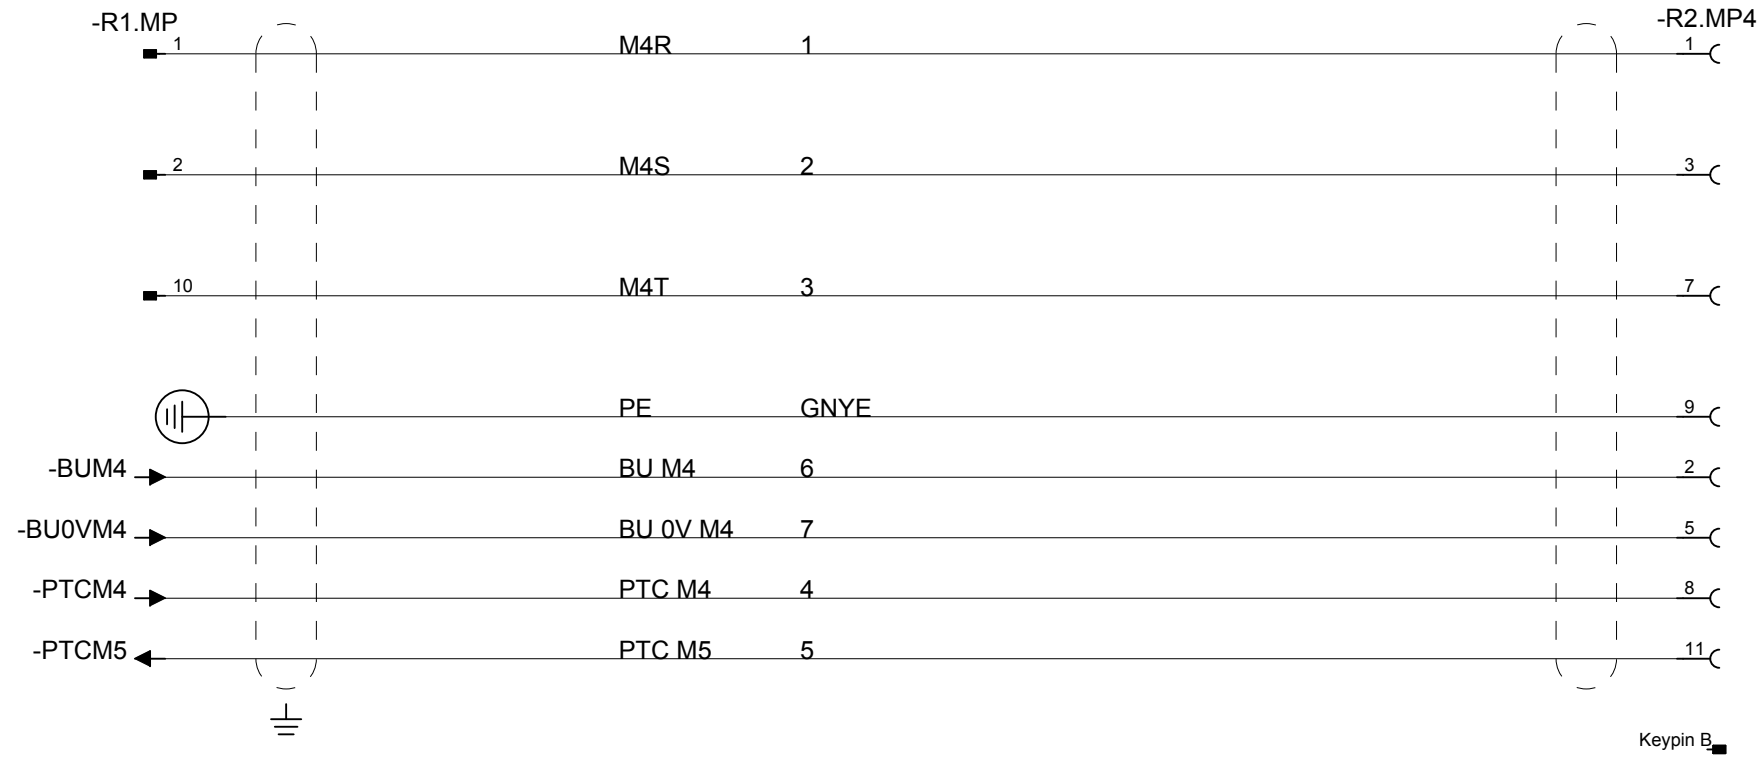 -R1.MP -R2.MP4
1 M4R 1 1
2 M4S 2 3
10 M4T 3 7
PE GNYE 9
-BUM4 BU M4 6 2
-BU0VM4 BU 0V M4 7 5
-PTCM4 PTC M4 4 8
-PTCM5 PTC M5 5 11
Keypin B